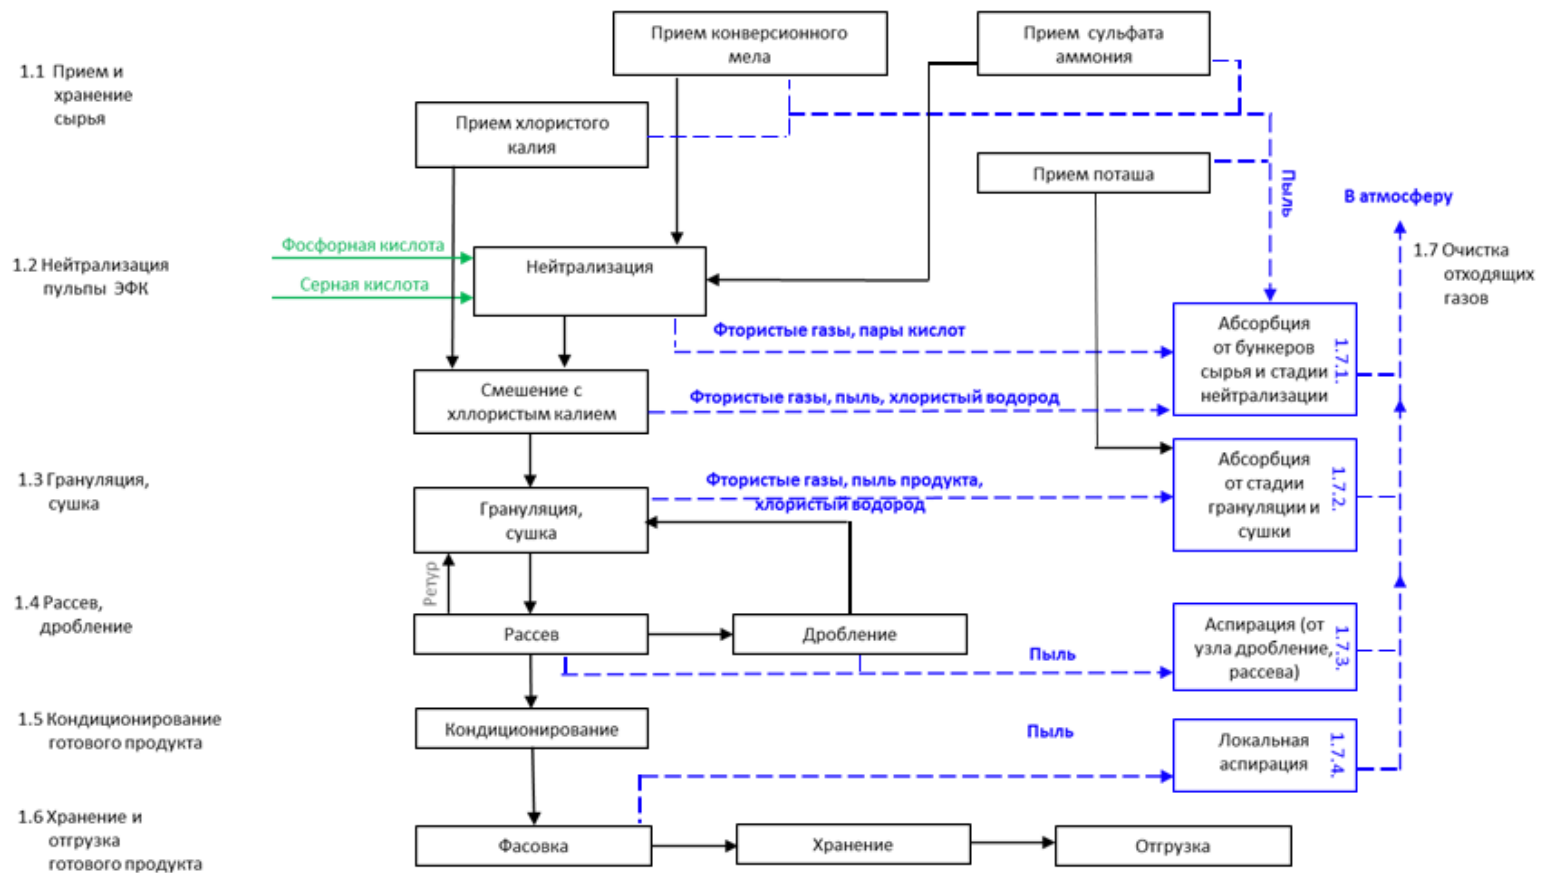 1.1 Прием и
хранение
сырья
Прием конверсионного
мела
Прием сульфата
аммония
Прием хлористого
калия
Прием поташа
Пыль
В атмосферу
1.2 Нейтрализация
пульпы ЭФК
Фосфорная кислота
Серная кислота
Нейтрализация
1.7 Очистка
отходящих
газов
Фтористые газы, пары кислот
Абсорбция
от бункеров
сырья и стадии
нейтрализации
1.7.1.
Смешение с
хллористым калием
Фтористые газы, пыль, хлористый водород
1.3 Грануляция,
сушка
Грануляция,
сушка
Фтористые газы, пыль продукта,
хлористый водород
Абсорбция
от стадии
грануляции и
сушки
1.7.2.
Ретур
1.4 Рассев,
дробление
Рассев
Дробление
Пыль
Аспирация (от
узла дробление,
рассева)
1.7.3.
1.5 Кондиционирование
готового продукта
Кондиционирование
Пыль
Локальная
аспирация
1.7.4.
1.6 Хранение и
отгрузка
готового продукта
Фасовка
Хранение
Отгрузка